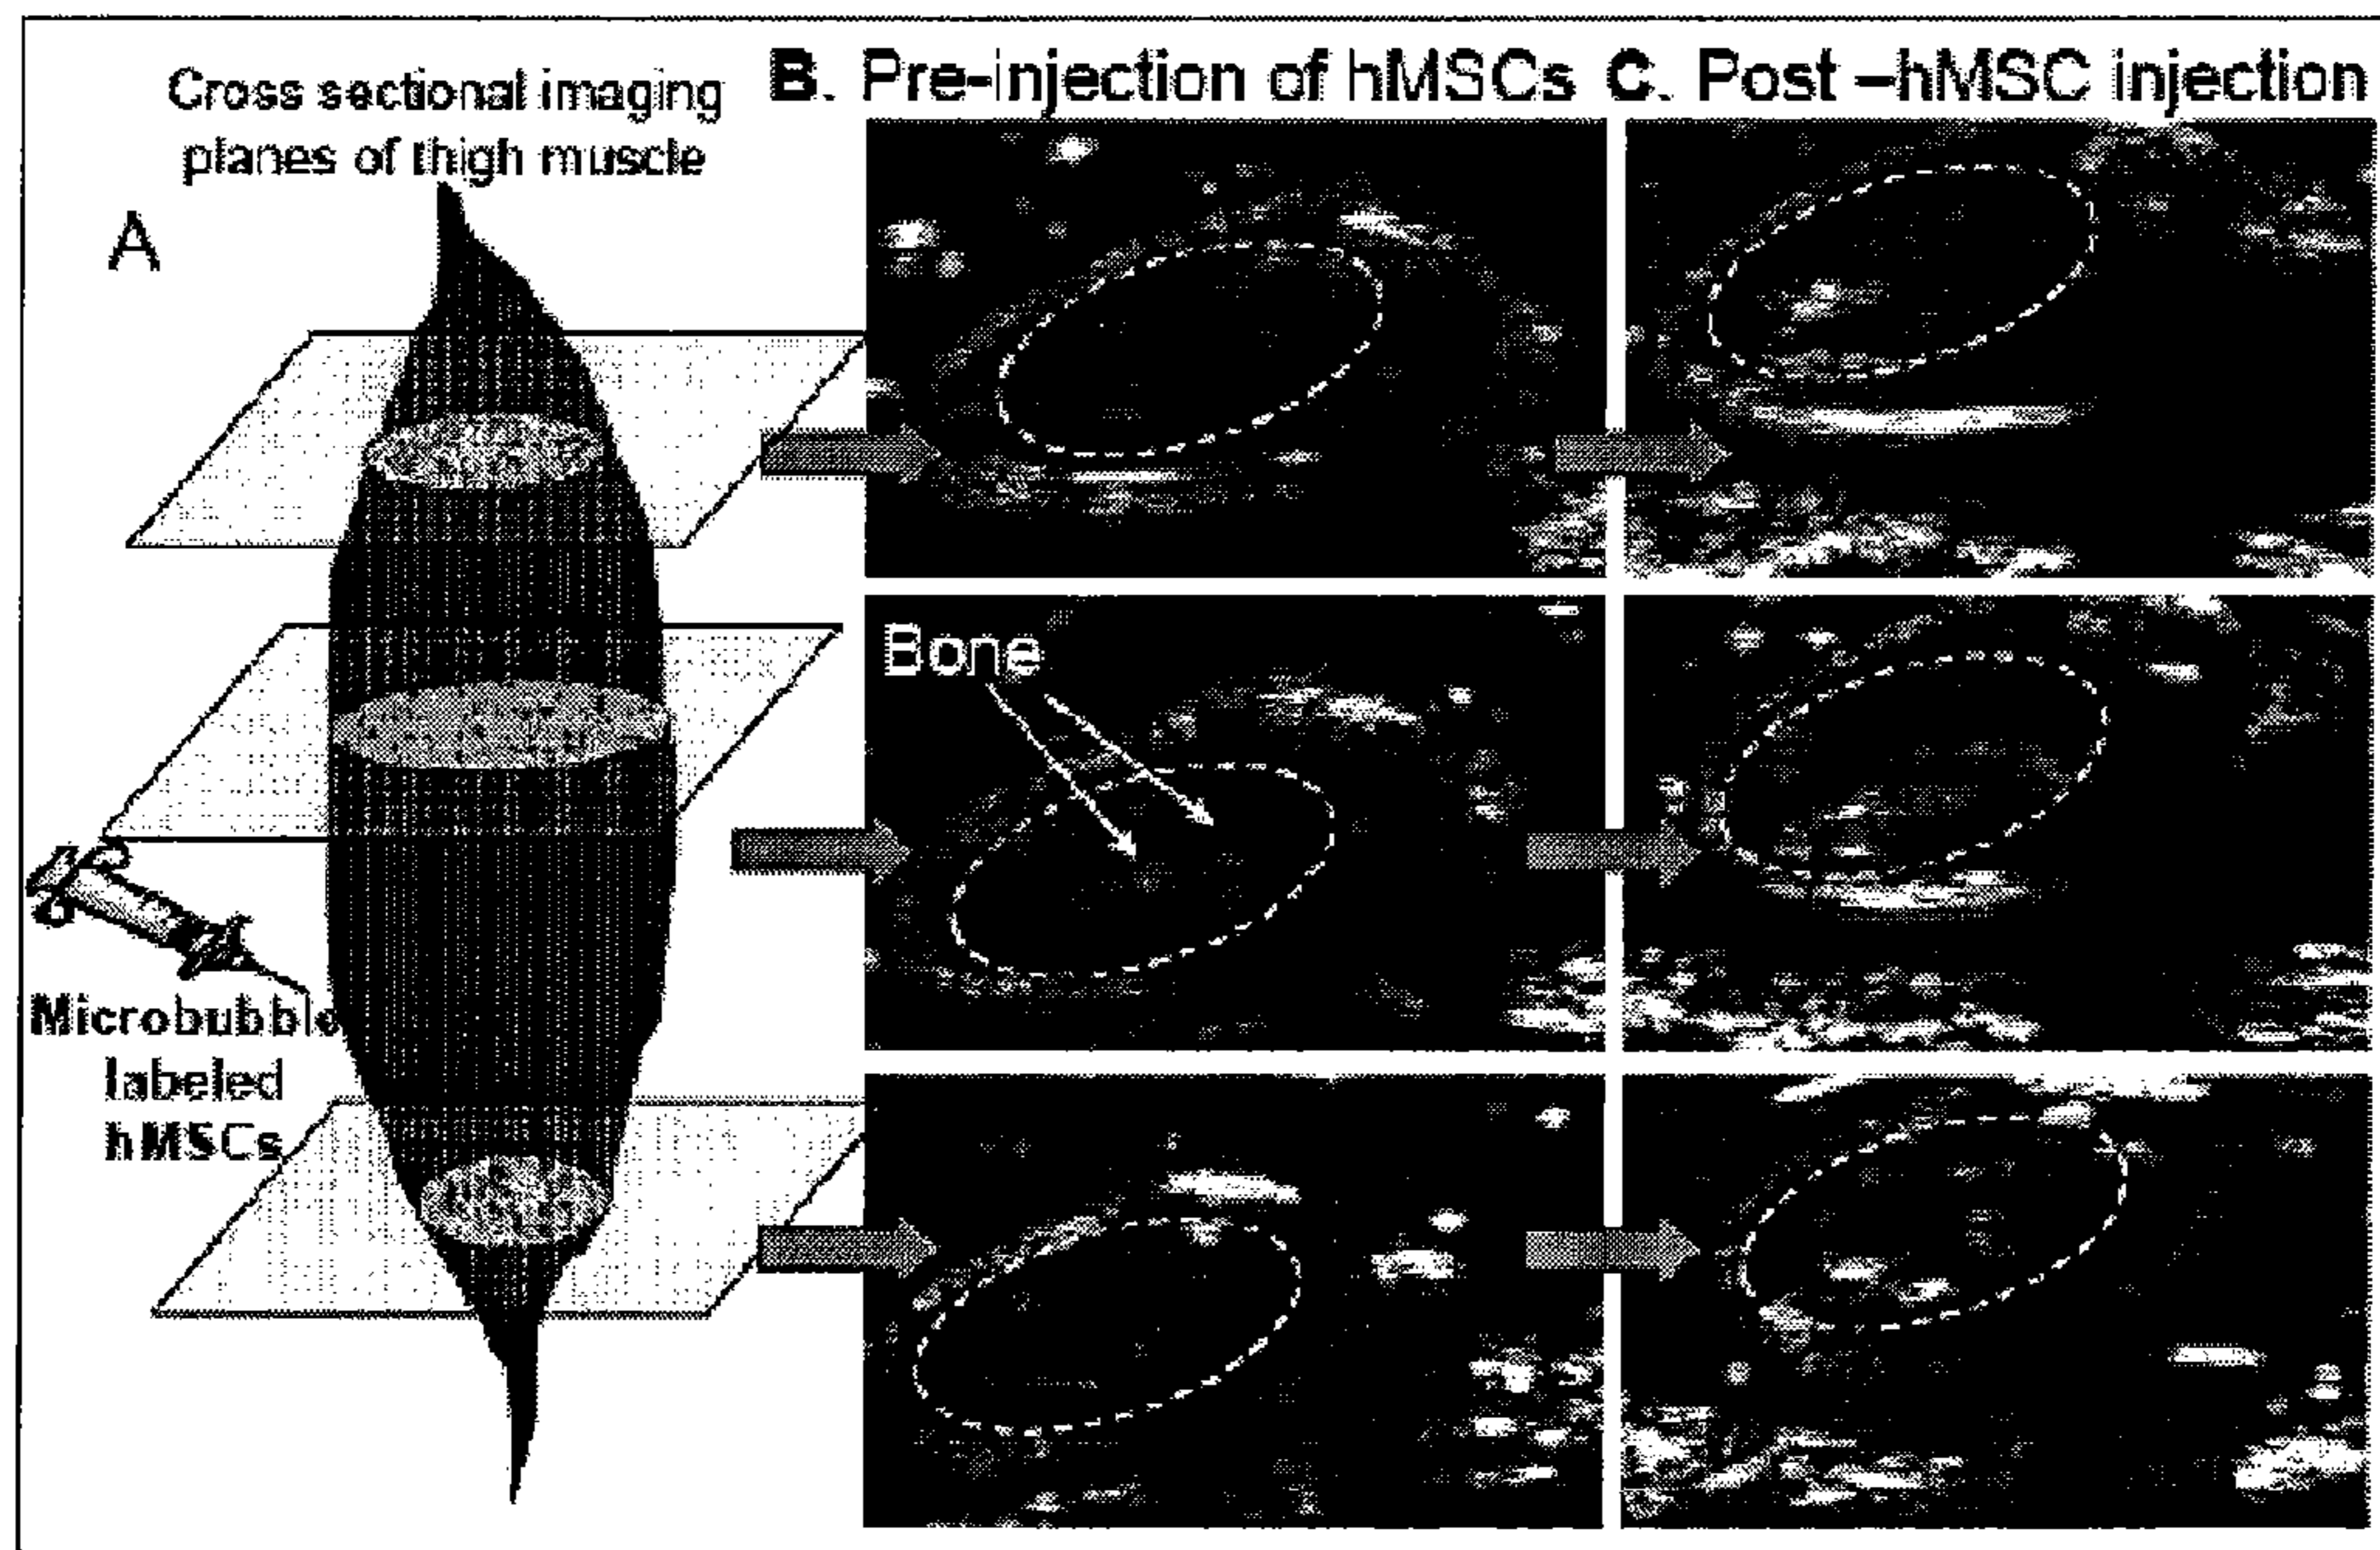 Cross sectional imaging
planes of thigh muscle
A
B. Pre-injection of hMSCs
C. Post –hMSC injection
Bone
Microbubble
labeled
hMSCs